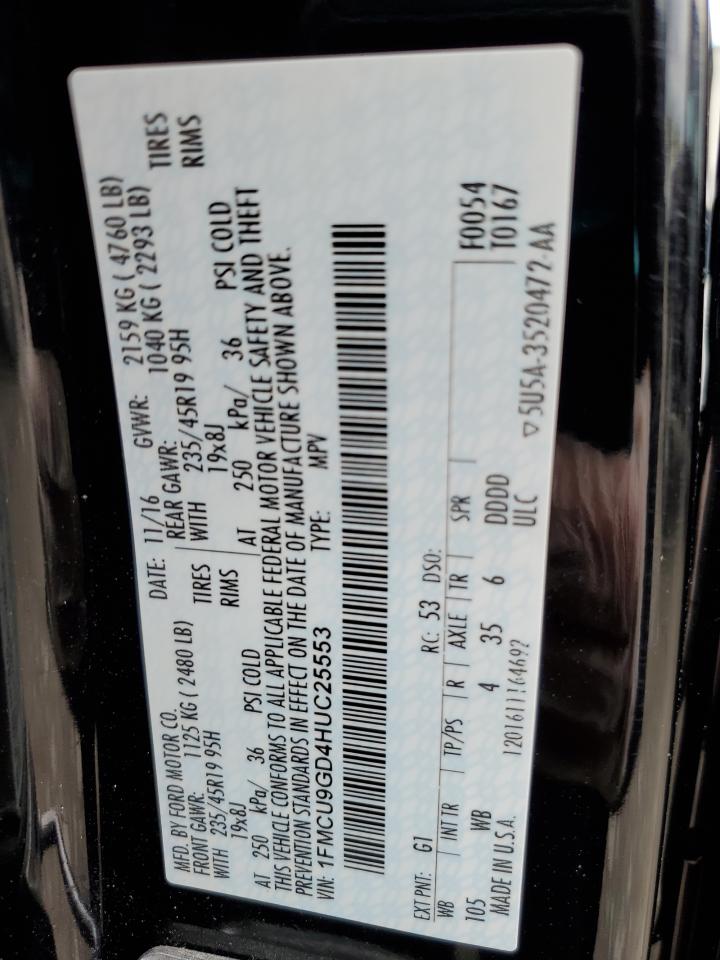 MFD. BY FORD MOTOR CO.
DATE: 11/16 GVWR: 2159 KG ( 4760 LB)
FRONT GAWR: 1125 KG ( 2480 LB) REAR GAWR: 1040 KG ( 2293 LB)
WITH 235/45R19 95H TIRES WITH 235/45R19 95H TIRES
19x8J RIMS 19x8J RIMS
AT 250 kPa/ 36 PSI COLD AT 250 kPa/ 36 PSI COLD
THIS VEHICLE CONFORMS TO ALL APPLICABLE FEDERAL MOTOR VEHICLE SAFETY AND THEFT
PREVENTION STANDARDS IN EFFECT ON THE DATE OF MANUFACTURE SHOWN ABOVE.
VIN: 1FMCU9GD4HUC25553 TYPE: MPV
EXT PNT: G1 RC: 53 DSO:
WB INT TR TP/PS R AXLE TR SPR F0054
105 WB 4 35 6 DDDD T0167
MADE IN U.S.A. ULC 5U5A-3520472-AA